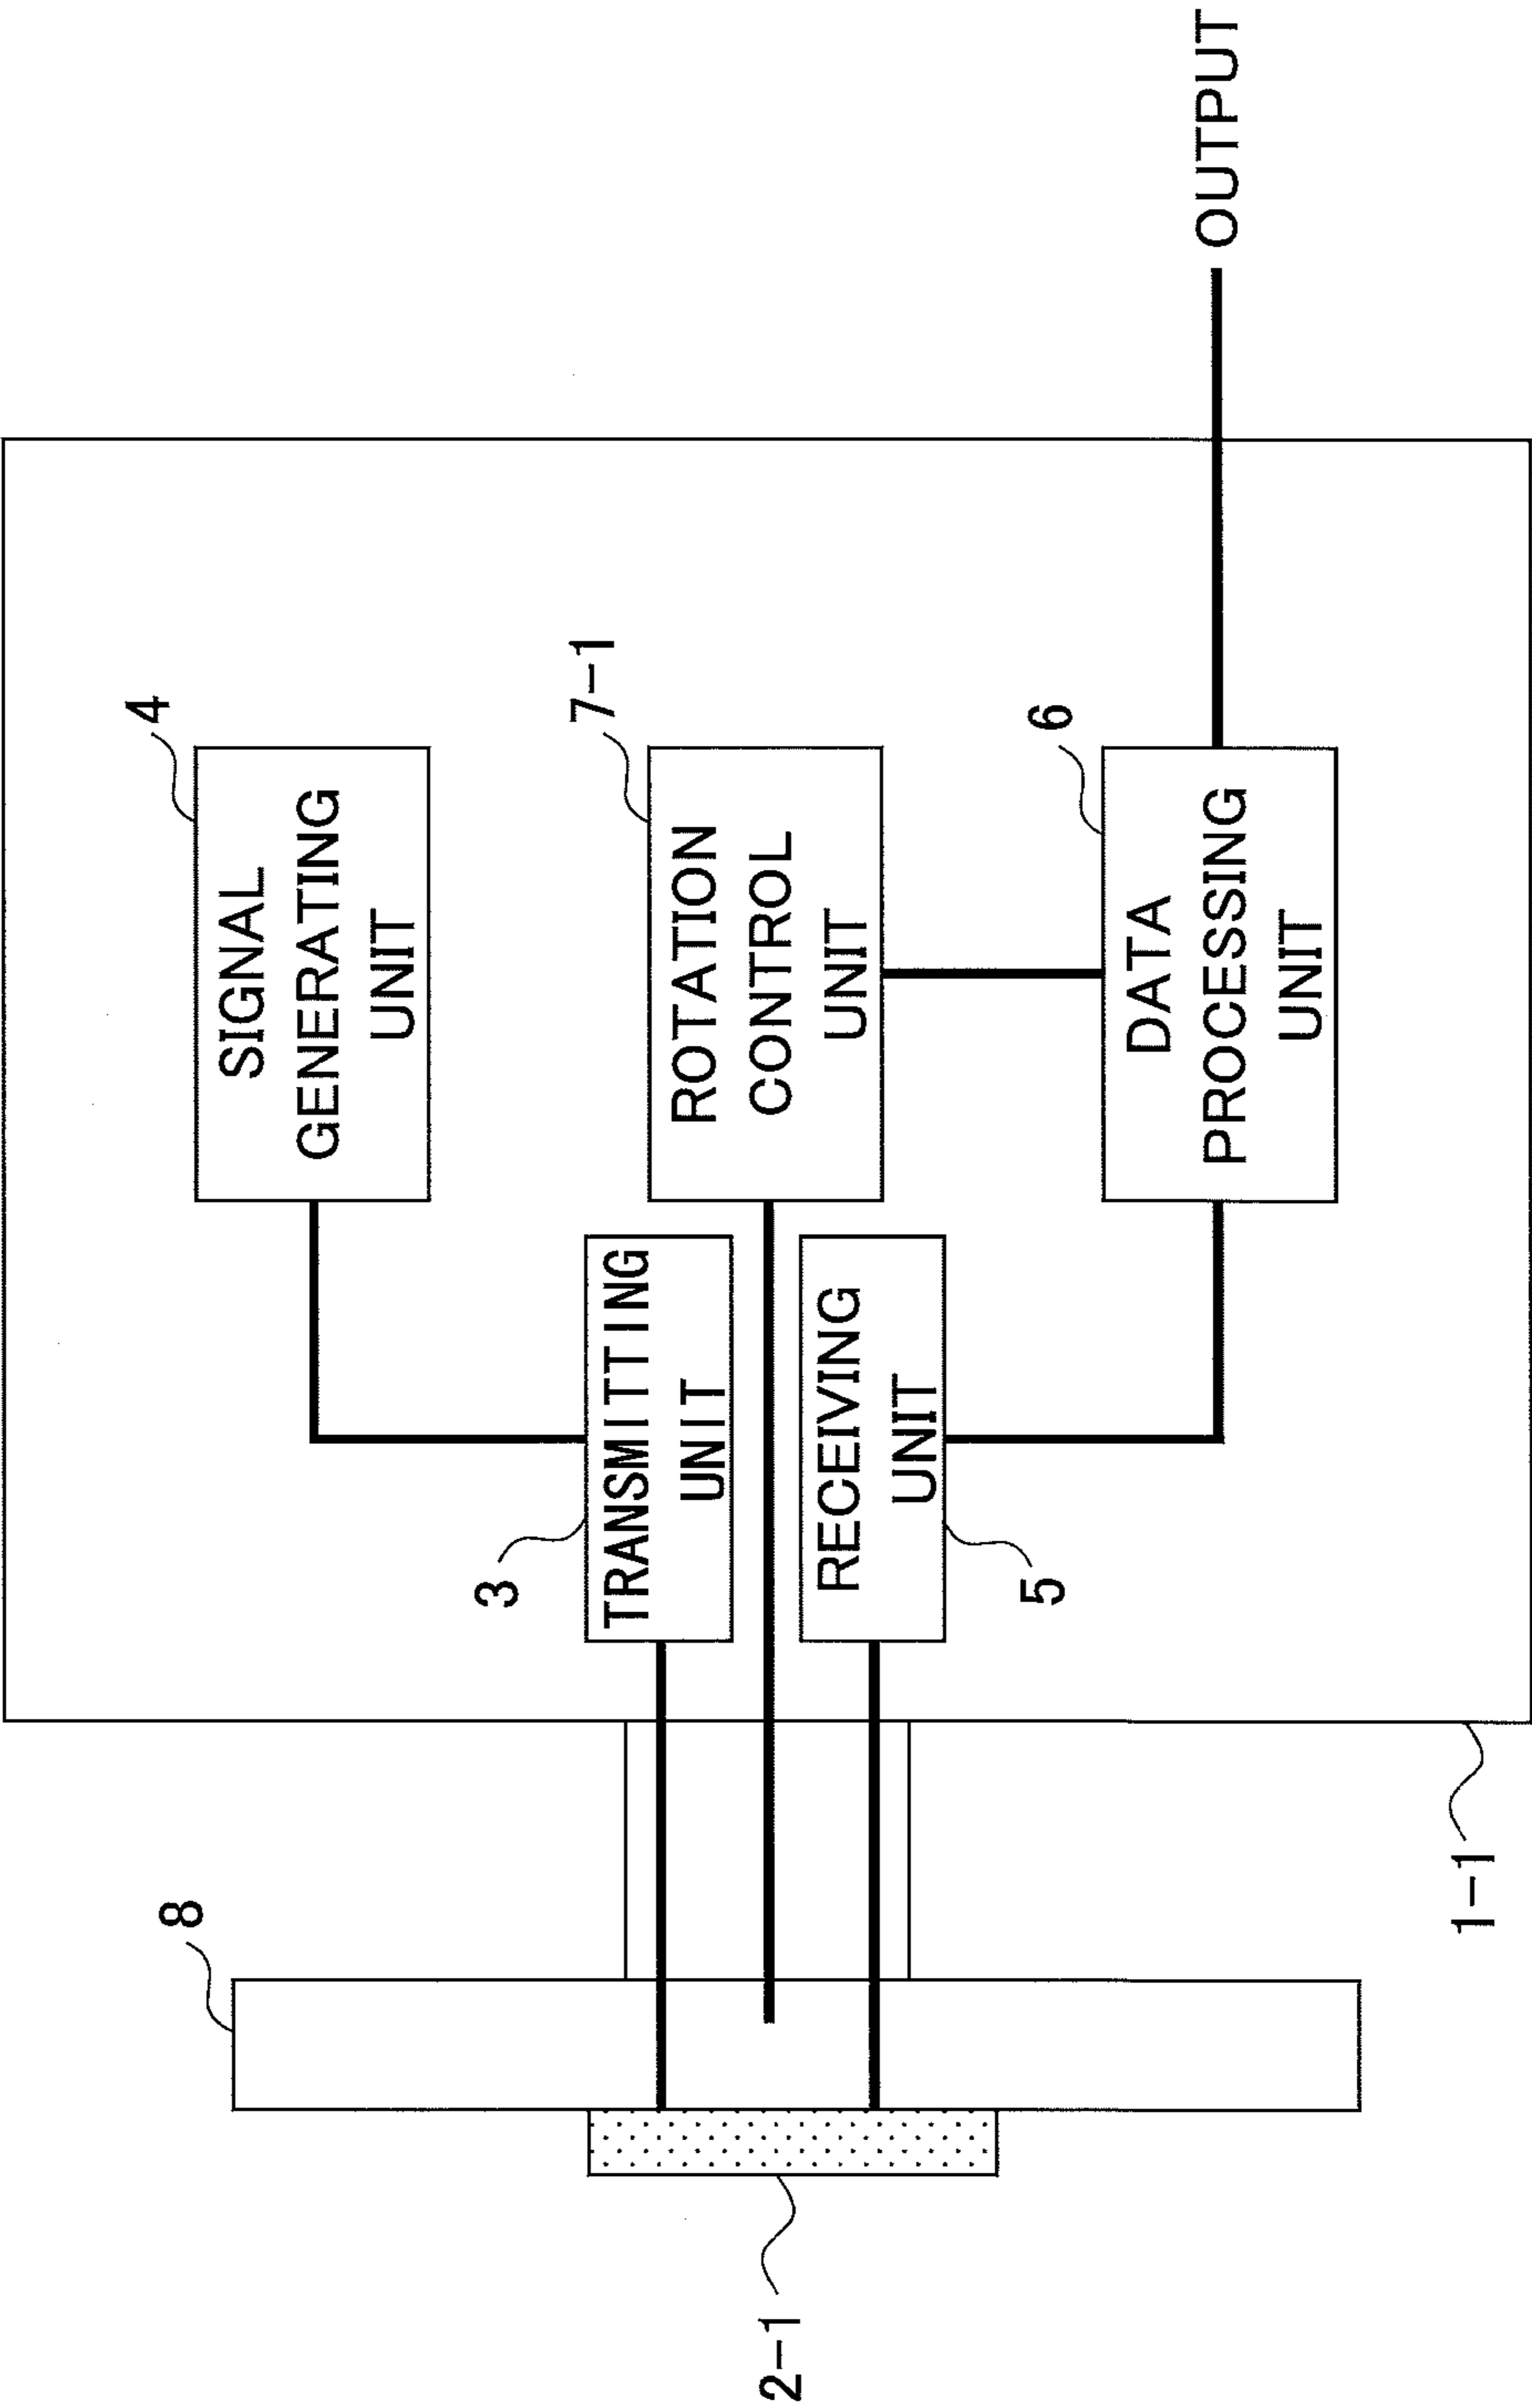 8
2-1
3
TRANSMITTING
UNIT
4
SIGNAL
GENERATING
UNIT
7-1
ROTATION
CONTROL
UNIT
RECEIVING
UNIT
5
6
DATA
PROCESSING
UNIT
OUTPUT
1-1